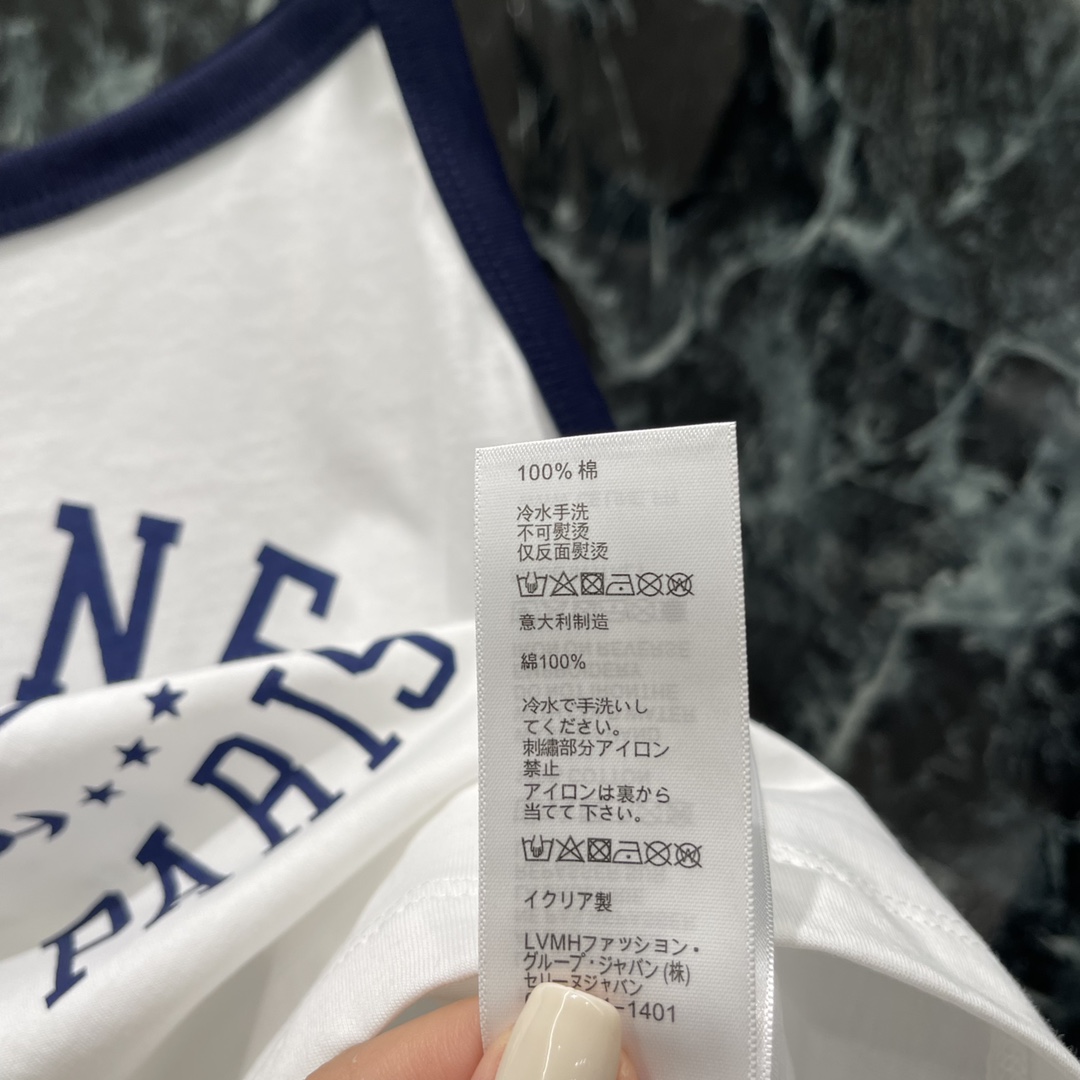 NE
PARIS
100% 棉
冷水手洗
不可熨烫
仅反面熨烫
意大利制造
綿100%
冷水で手洗いし
てください。
刺繡部分アイロン
禁止
アイロンは裏から
当てて下さい。
イクリア製
LVMHファッション・
グループ・ジャパン(株)
セリーヌジャパン
-1401